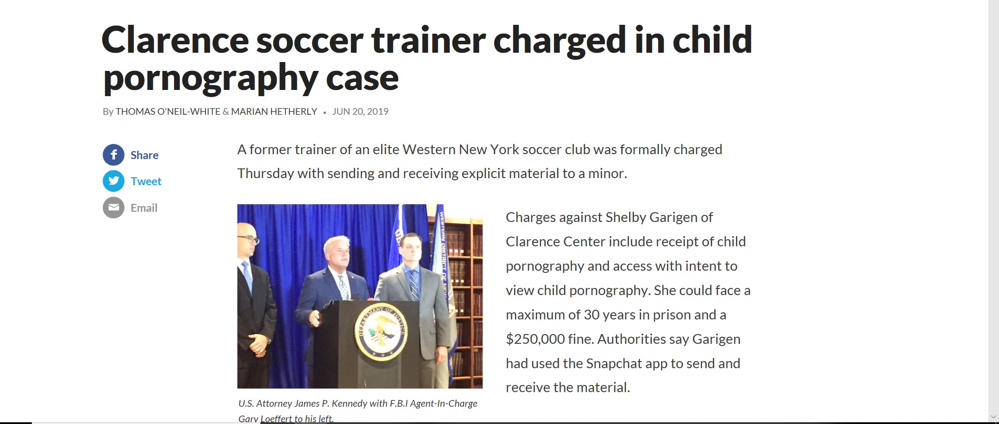 Clarence soccer trainer charged in child
pornography case
By THOMAS O'NEIL-WHITE & MARIAN HETHERLY • JUN 20, 2019
Share
Tweet
Email
A former trainer of an elite Western New York soccer club was formally charged
Thursday with sending and receiving explicit material to a minor.
WESTERN DISTRICT OF NEW
DEPARTMENT OF JUSTICE
Charges against Shelby Garigen of
Clarence Center include receipt of child
pornography and access with intent to
view child pornography. She could face a
maximum of 30 years in prison and a
$250,000 fine. Authorities say Garigen
had used the Snapchat app to send and
receive the material.
U.S. Attorney James P. Kennedy with F.B.I Agent-In-Charge
Gary Loeffert to his left.